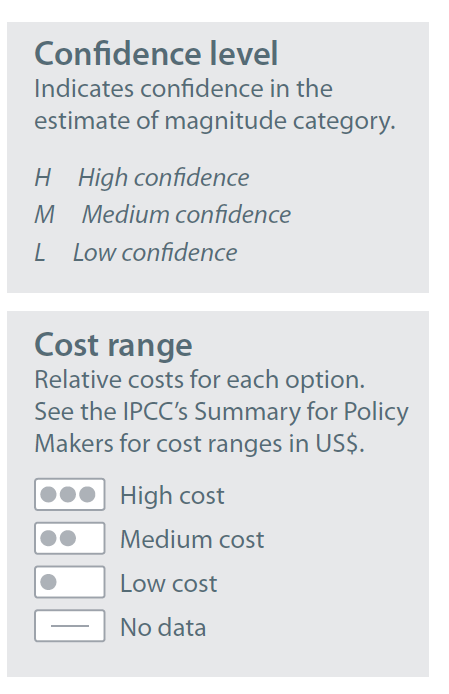 Confidence level
Indicates confidence in the
estimate of magnitude category.
H High confidence
M Medium confidence
L Low confidence
Cost range
Relative costs for each option.
See the IPCC’s Summary for Policy
Makers for cost ranges in US$.
High cost
Medium cost
Low cost
No data